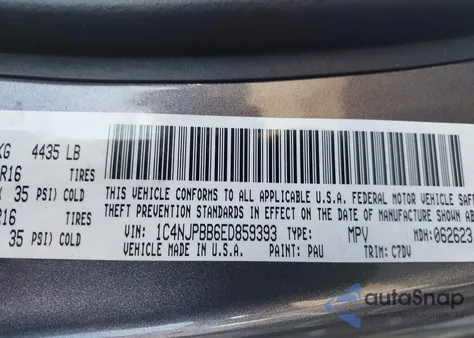 KG 4435 LB
R16 TIRES
35 PSI) COLD
R16 TIRES
35 PSI) COLD
THIS VEHICLE CONFORMS TO ALL APPLICABLE U.S.A. FEDERAL MOTOR VEHICLE SAFE
THEFT PREVENTION STANDARDS IN EFFECT ON THE DATE OF MANUFACTURE SHOWN AB
VIN: 1C4NJPBB6ED859393 TYPE: MPV MDH: 062623
VEHICLE MADE IN U.S.A. PAINT: PAU TRIM: C7DV
autoSnap